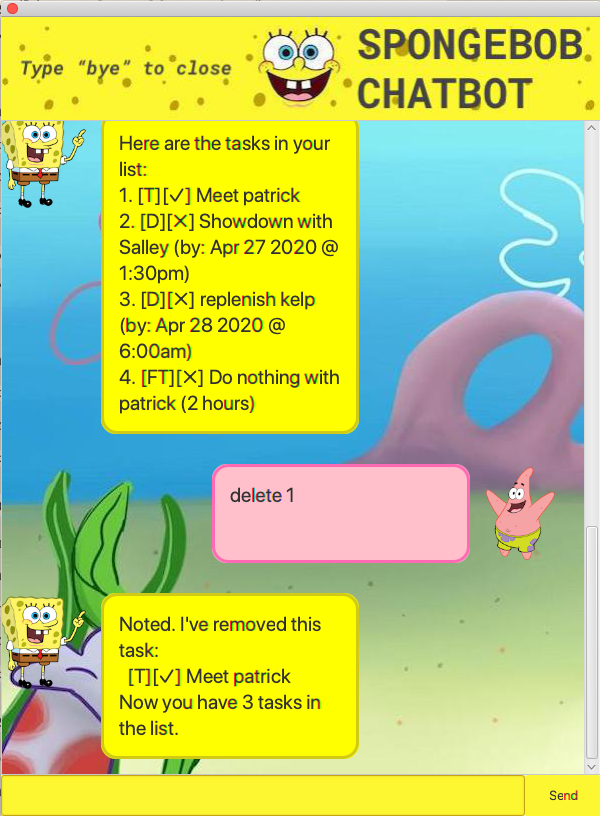 Type “bye” to close
SPONGEBOB
CHATBOT
Here are the tasks in your
list:
1. [T][✓] Meet patrick
2. [D][✕] Showdown with
Salley (by: Apr 27 2020 @
1:30pm)
3. [D][✕] replenish kelp
(by: Apr 28 2020 @
6:00am)
4. [FT][✕] Do nothing with
patrick (2 hours)
delete 1
Noted. I've removed this
task:
[T][✓] Meet patrick
Now you have 3 tasks in
the list.
Send